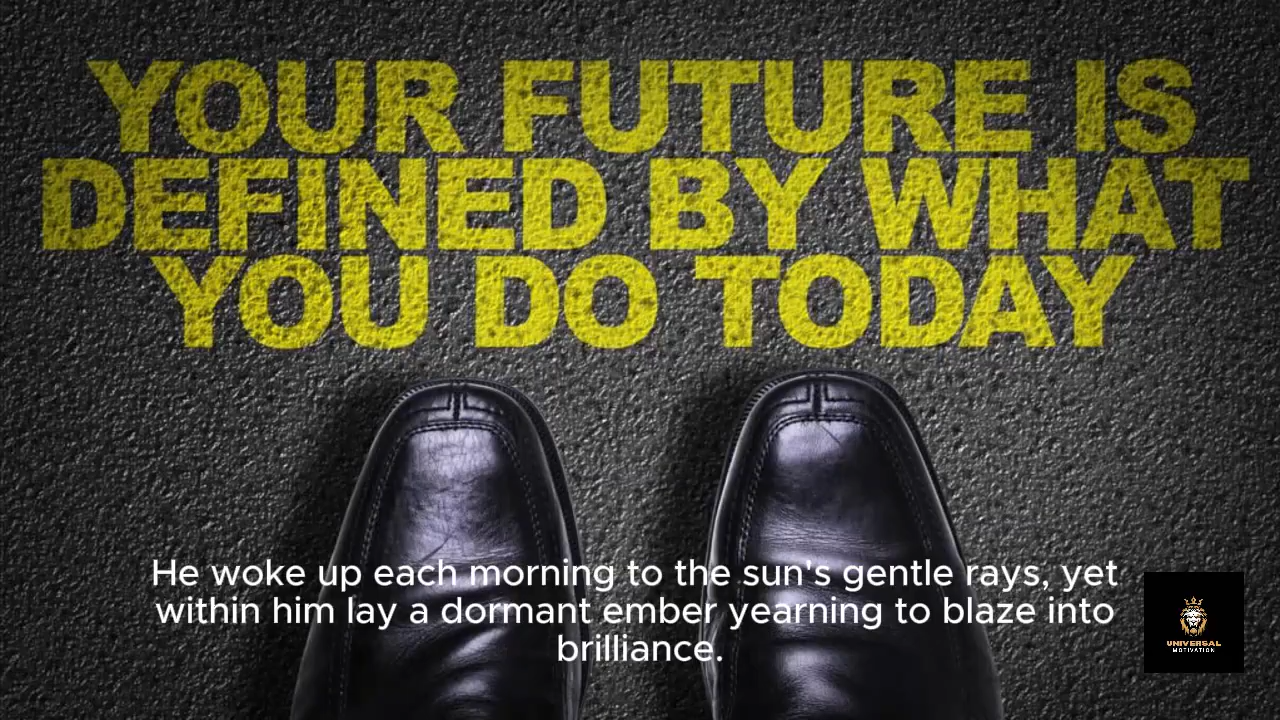 YOUR FUTURE IS
DEFINED BY WHAT
YOU DO TODAY
He woke up each morning to the sun's gentle rays, yet
within him lay a dormant ember yearning to blaze into
brilliance.
UNIVERSAL
MOTIVATION